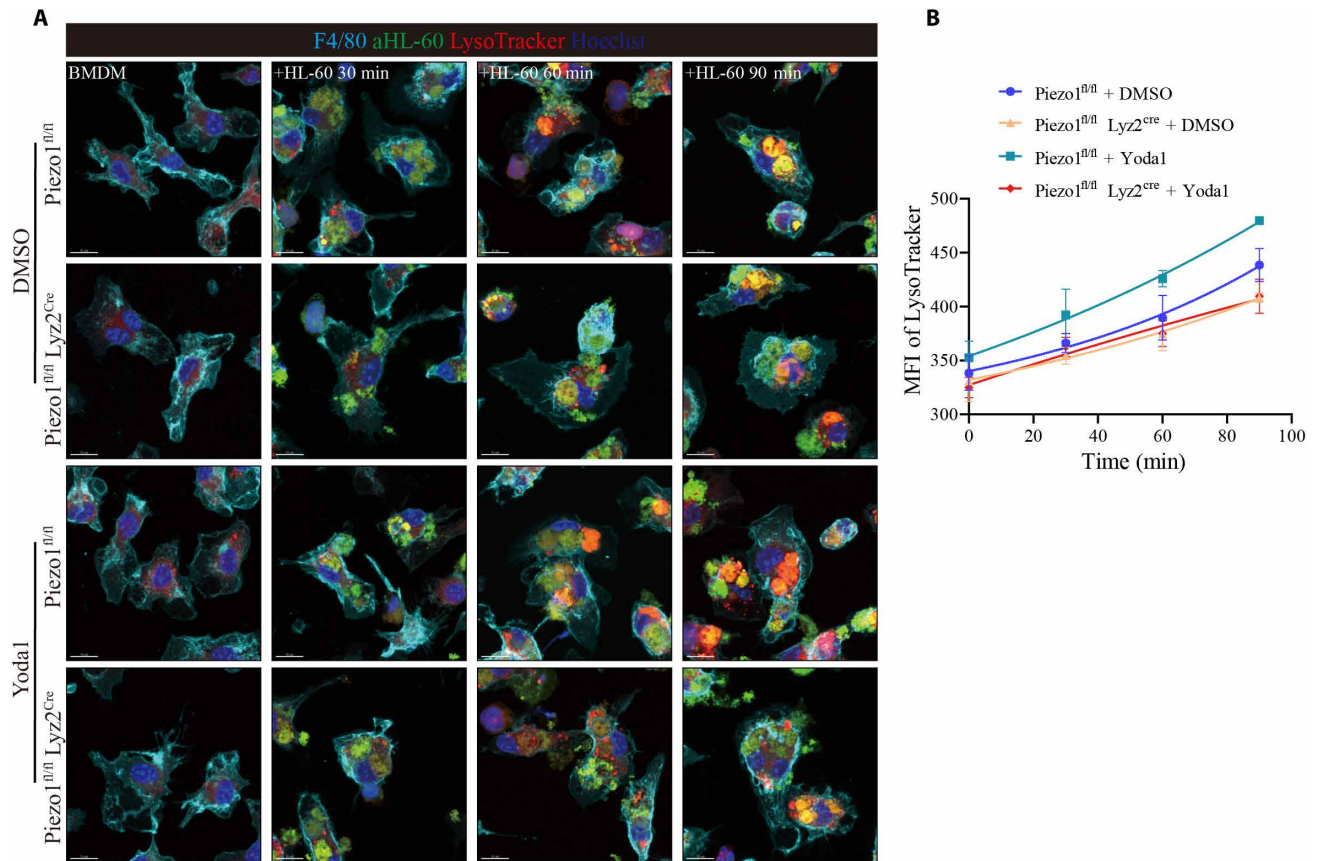 A
F4/80 aHL-60 LysoTracker Hoechst
BMDM
+HL-60 30 min
+HL-60 60 min
+HL-60 90 min
DMSO
Piezo1fl/fl
Piezo1fl/fl Lyz2Cre
Yoda1
Piezo1fl/fl
Piezo1fl/fl Lyz2Cre
B
Piezo1fl/fl + DMSO
Piezo1fl/fl Lyz2cre + DMSO
Piezo1fl/fl + Yoda1
Piezo1fl/fl Lyz2cre + Yoda1
MFI of LysoTracker
500
450
400
350
300
0 20 40 60 80 100
Time (min)